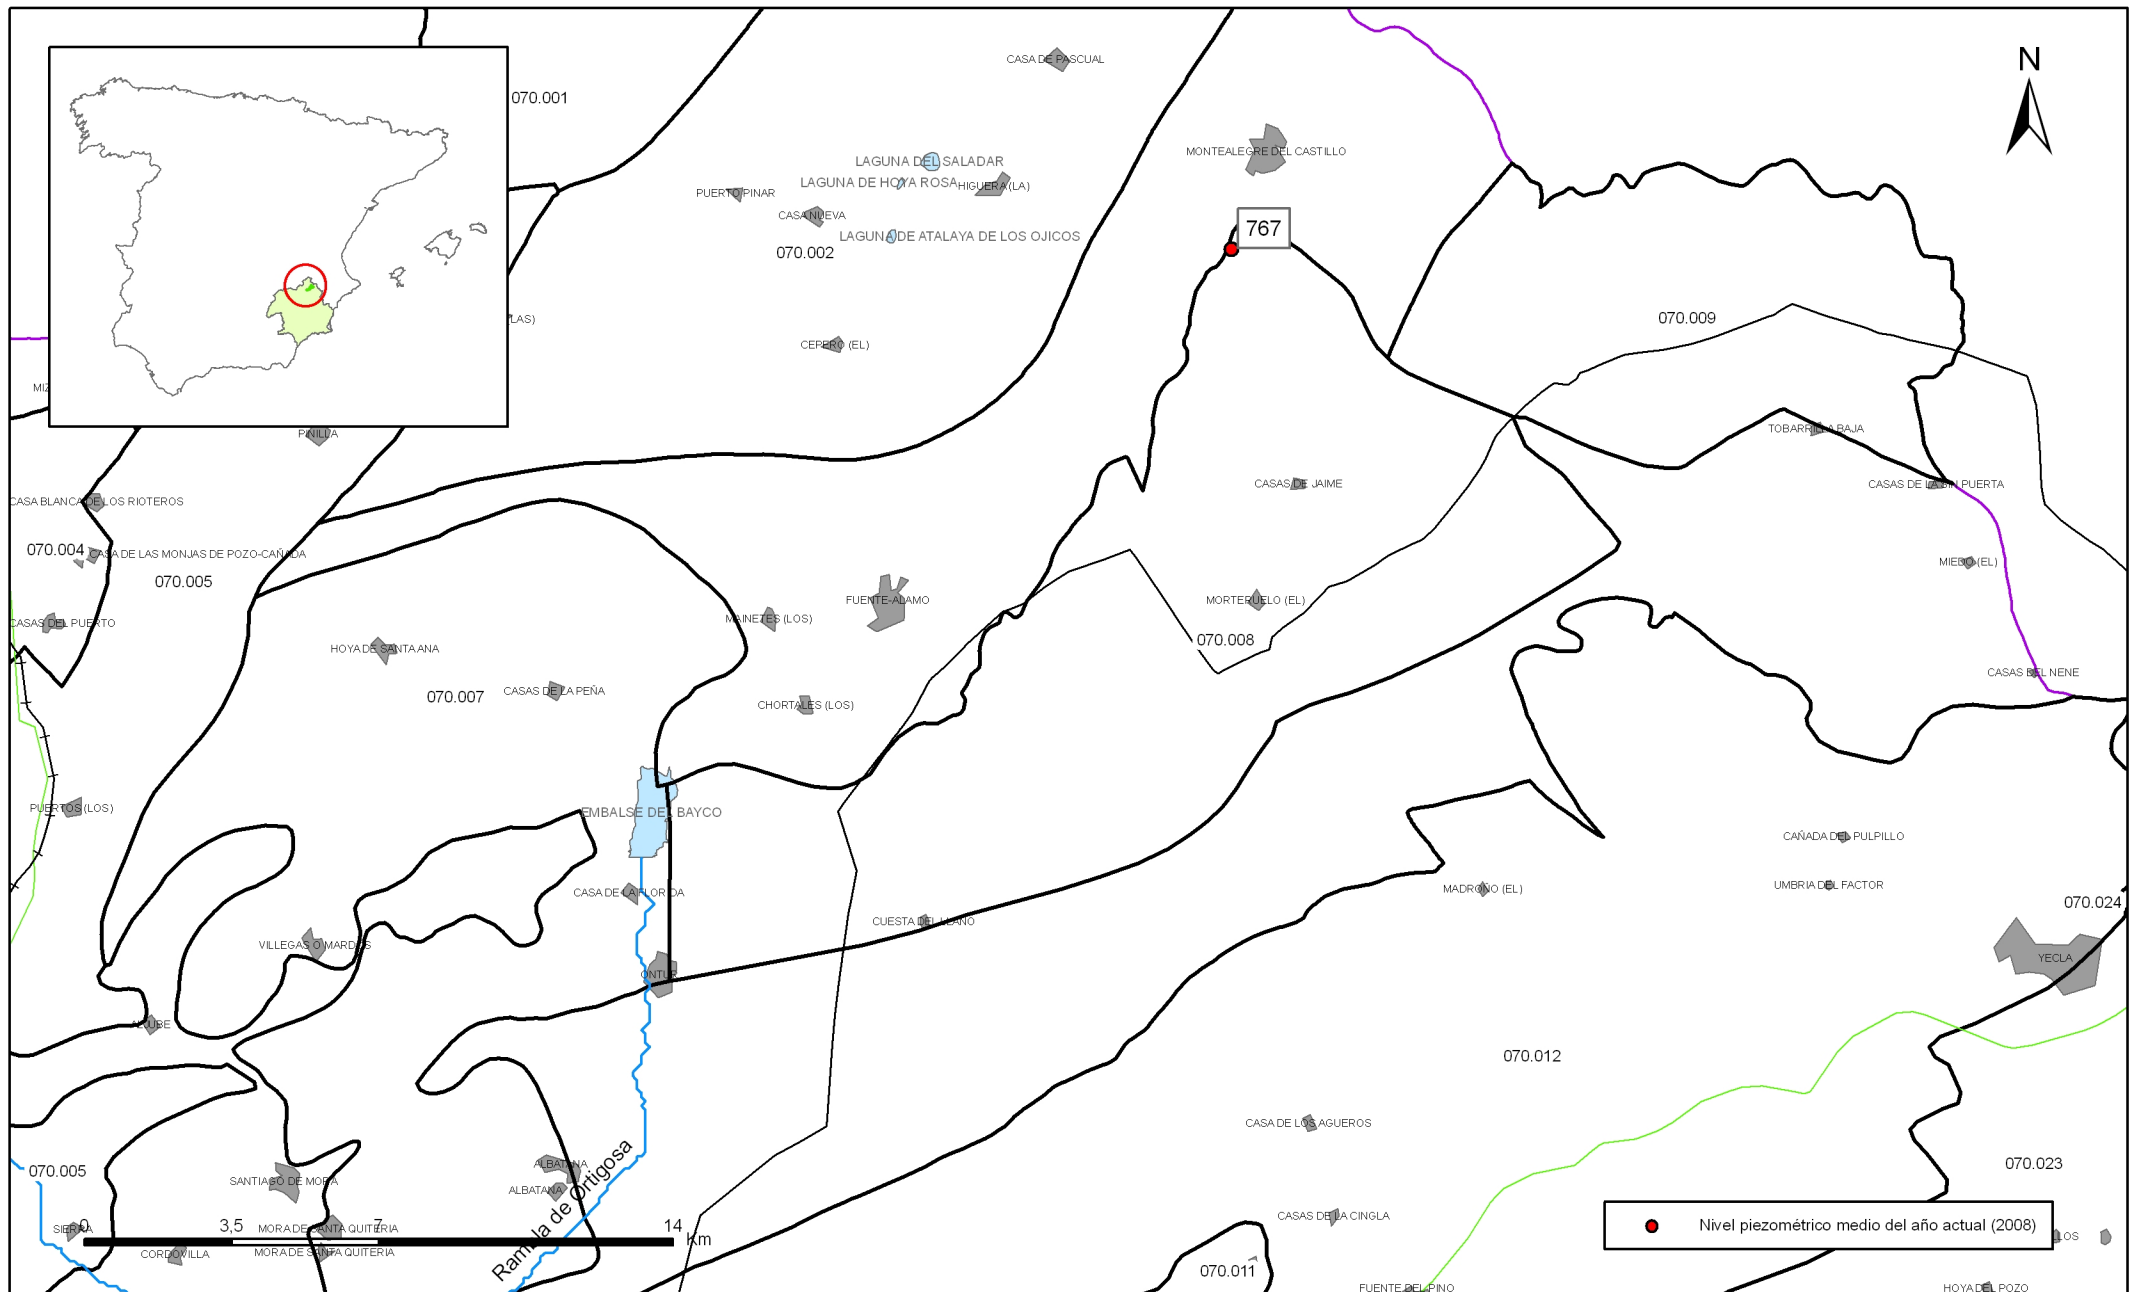 CASA DE PASCUAL
N
070.001
MONTEALEGRE DEL CASTILLO
LAGUNA DEL SALADAR
LAGUNA DE HOYA ROSA
HIGUERA (LA)
PUERTO PINAR
CASA NUEVA
767
LAGUNA DE ATALAYA DE LOS OJICOS
070.002
070.009
LAS)
CEPERO (EL)
MIZ
TOBARRILLA BAJA
PINILLA
CASAS DE JAIME
CASAS DE LA SIN PUERTA
CASA BLANCA DE LOS RIOTEROS
070.004
CASA DE LAS MONJAS DE POZO-CAÑADA
070.005
MIEDO (EL)
FUENTE-ALAMO
MORTERUELO (EL)
MAINETES (LOS)
CASAS DEL PUERTO
070.008
HOYA DE SANTA ANA
CASAS DEL NENE
070.007
CASAS DE LA PEÑA
CHORTALES (LOS)
PUERTOS (LOS)
EMBALSE DEL BAYCO
CAÑADA DEL PULPILLO
CASA DE LA FLORIDA
MADROÑO (EL)
UMBRIA DEL FACTOR
070.024
CUESTA DEL LLANO
VILLEGAS O MARDOS
YECLA
ONTUR
ALJUBE
070.012
CASA DE LOS AGUEROS
070.005
ALBATANA
070.023
SANTIAGO DE MORA
ALBATANA
Rambla de Ortigosa
CASAS DE LA CINGLA
SIERRA
MORA DE SANTA QUITERIA
0 3,5 7 14
Km
Nivel piezométrico medio del año actual (2008)
LOS
CORDOVILLA
MORA DE SANTA QUITERIA
070.011
FUENTE DEL PINO
HOYA DEL POZO